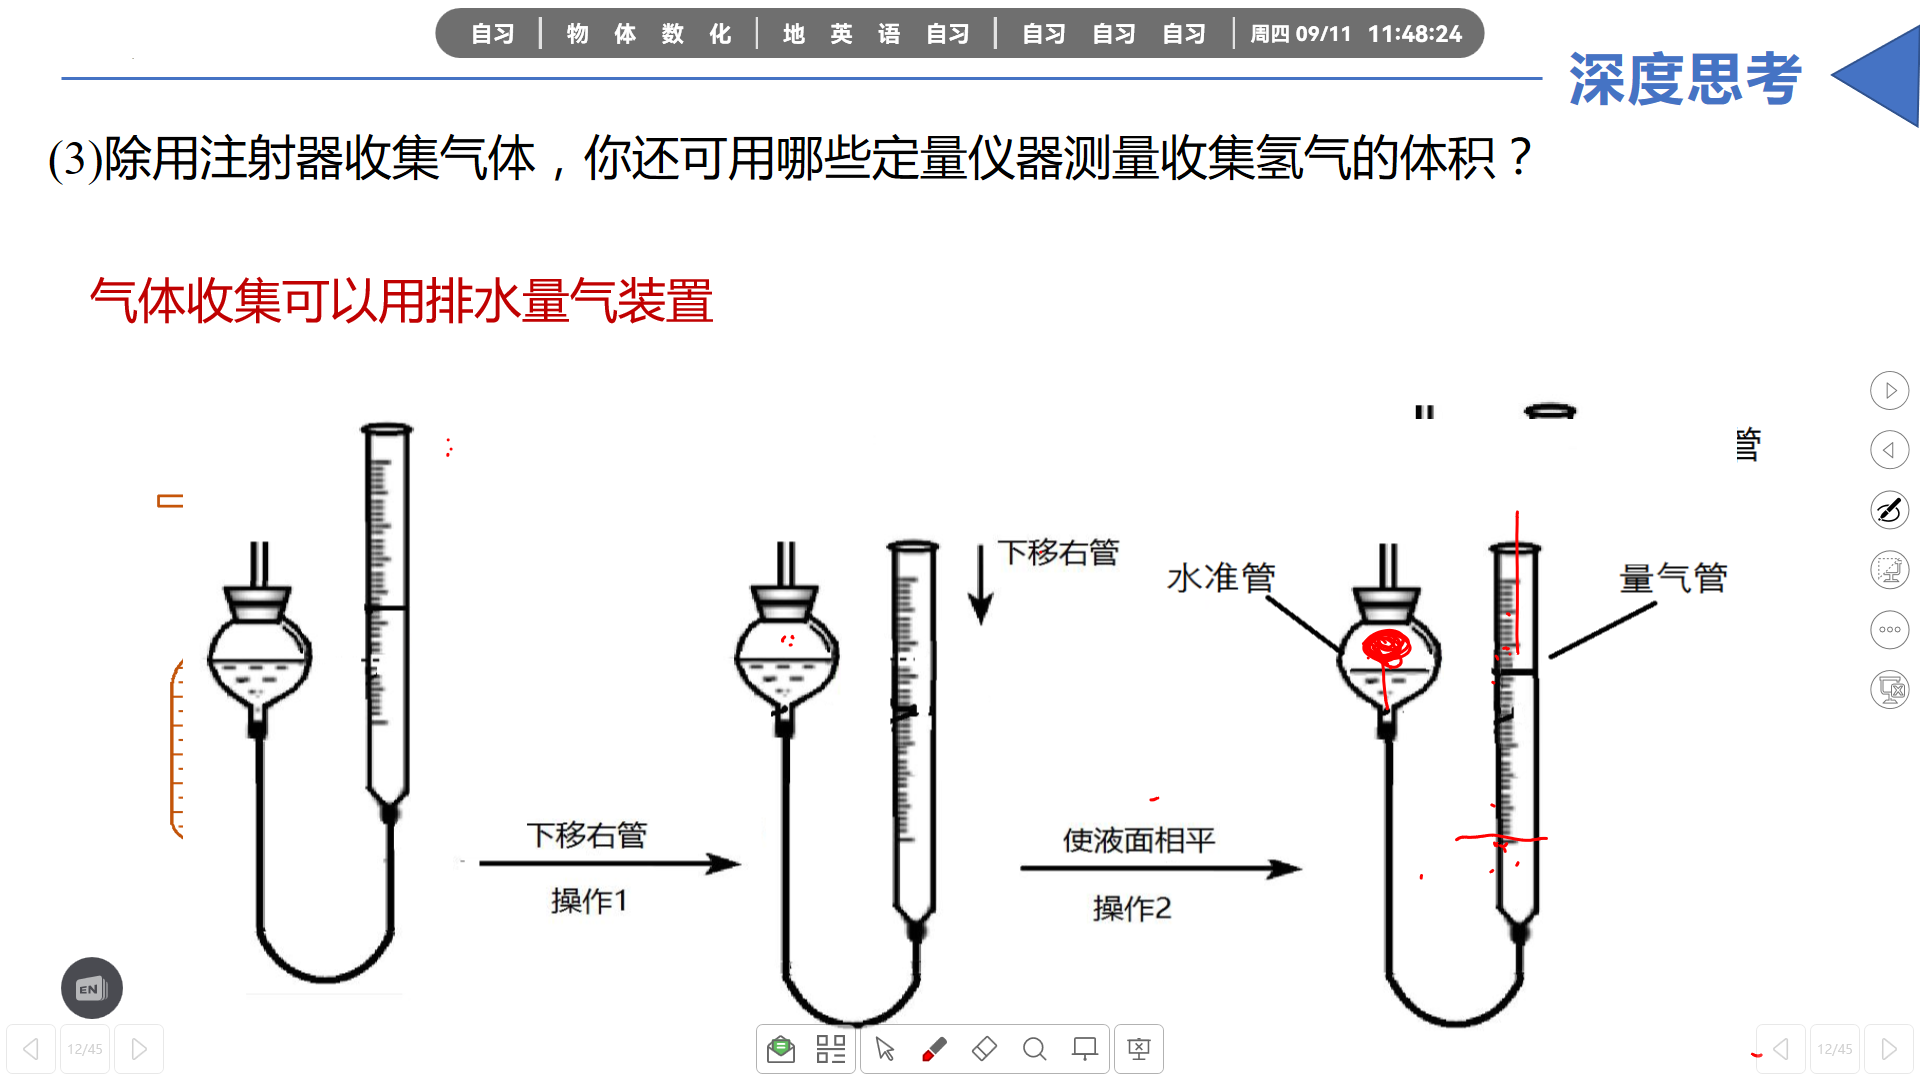 自习 物 体 数 化 地 英 语 自习 自习 自习 自习 周四 09/11 11:48:24
深度思考
(3)除用注射器收集气体，你还可用哪些定量仪器测量收集氢气的体积？
气体收集可以用排水量气装置
管
下移右管
水准管
量气管
下移右管
操作1
使液面相平
操作2
EN
12/45
12/45